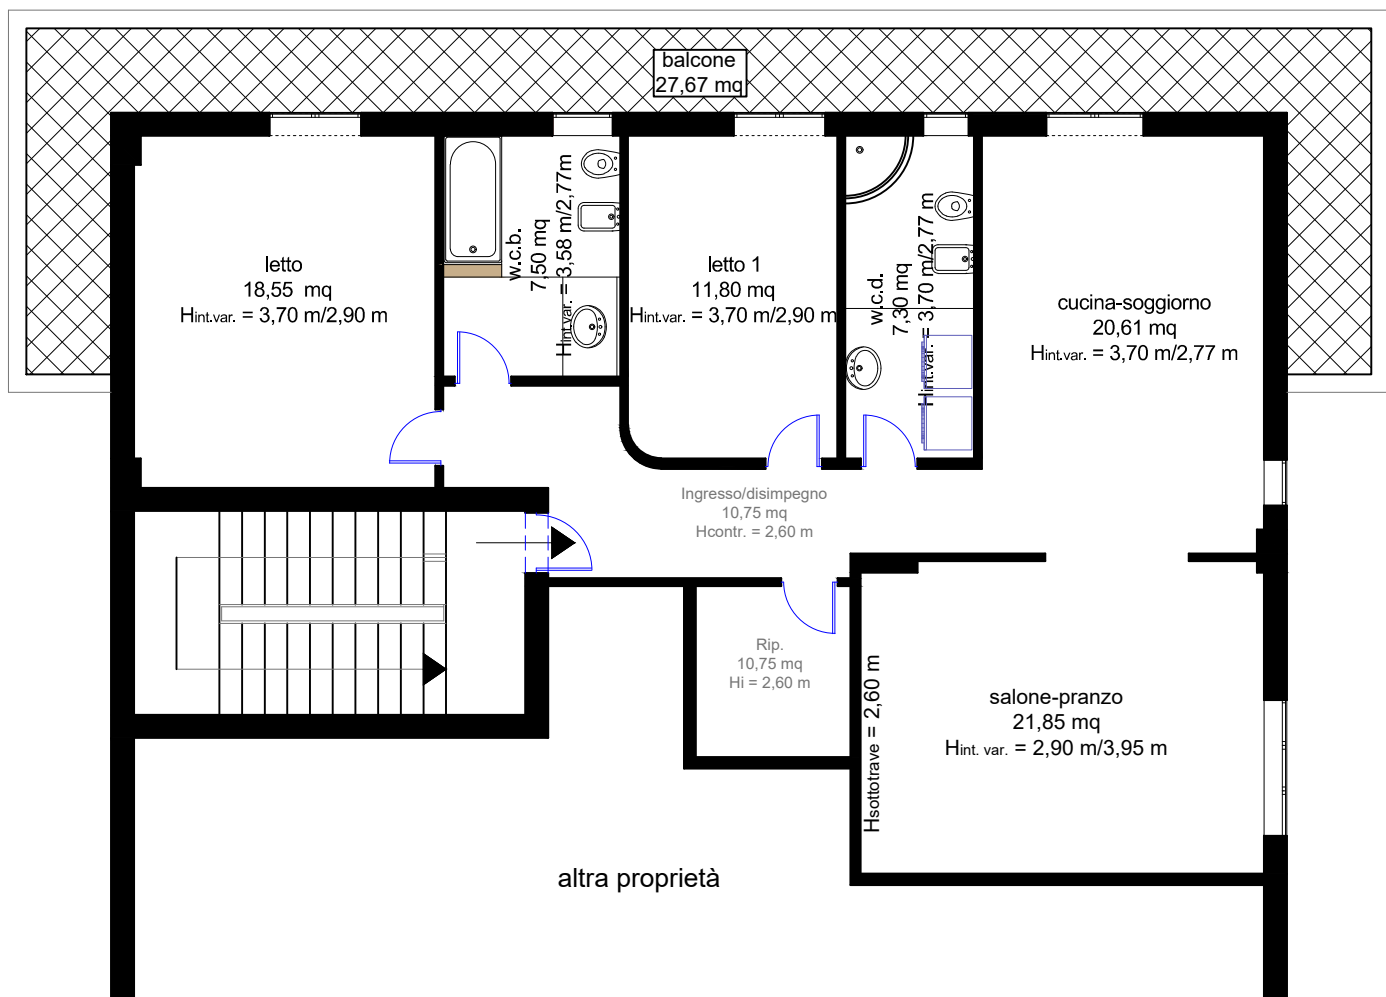 balcone
27,67 mq
letto
18,55 mq
Hint.var. = 3,70 m/2,90 m
w.c.b.
7,50 mq
Hint.var. = 3,58 m/2,77m
letto 1
11,80 mq
Hint.var. = 3,70 m/2,90 m
w.c.d.
7,30 mq
Hint.var. = 3,70 m/2,77 m
cucina-soggiorno
20,61 mq
Hint.var. = 3,70 m/2,77 m
Ingresso/disimpegno
10,75 mq
Hcontr. = 2,60 m
Rip.
10,75 mq
Hi = 2,60 m
Hsottotrave = 2,60 m
salone-pranzo
21,85 mq
Hint. var. = 2,90 m/3,95 m
altra proprietà